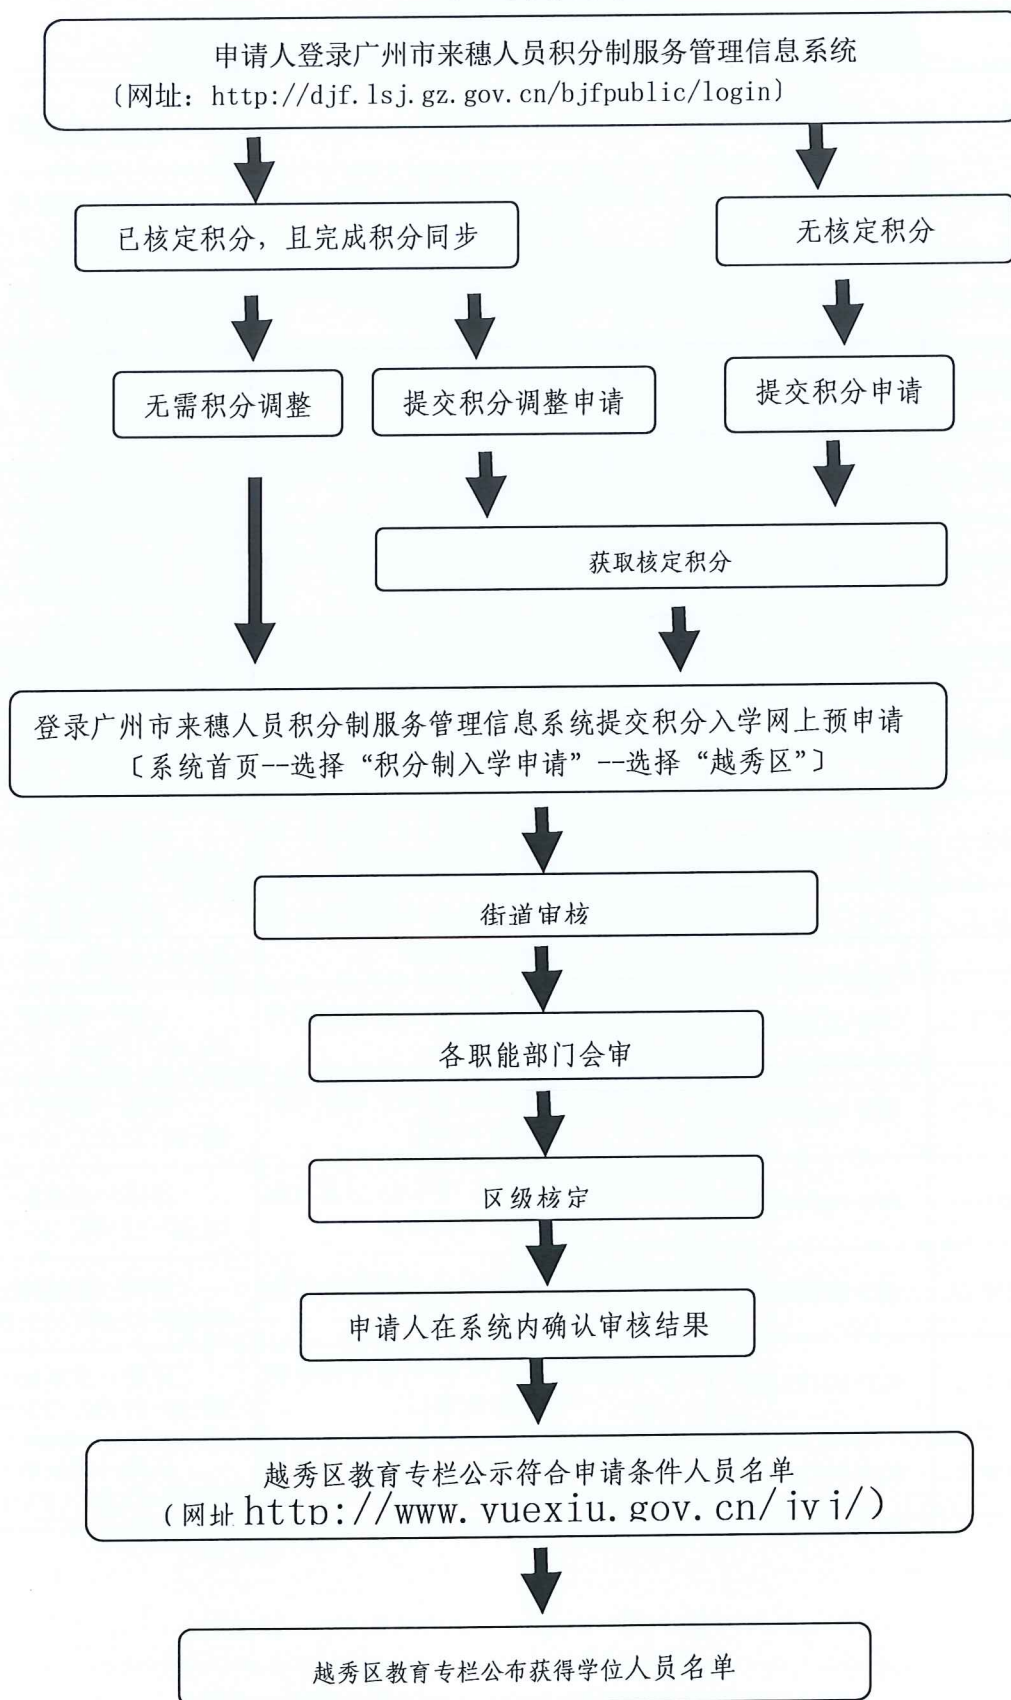 申请人登录广州市来穗人员积分制服务管理信息系统
〔网址：http://djf.lsj.gz.gov.cn/bjfpublic/login〕
已核定积分，且完成积分同步
无核定积分
无需积分调整
提交积分调整申请
提交积分申请
获取核定积分
登录广州市来穗人员积分制服务管理信息系统提交积分入学网上预申请
〔系统首页--选择“积分制入学申请”--选择“越秀区”〕
街道审核
各职能部门会审
区级核定
申请人在系统内确认审核结果
越秀区教育专栏公示符合申请条件人员名单
（网址http://www.yuexiu.gov.cn/jyj/）
越秀区教育专栏公布获得学位人员名单